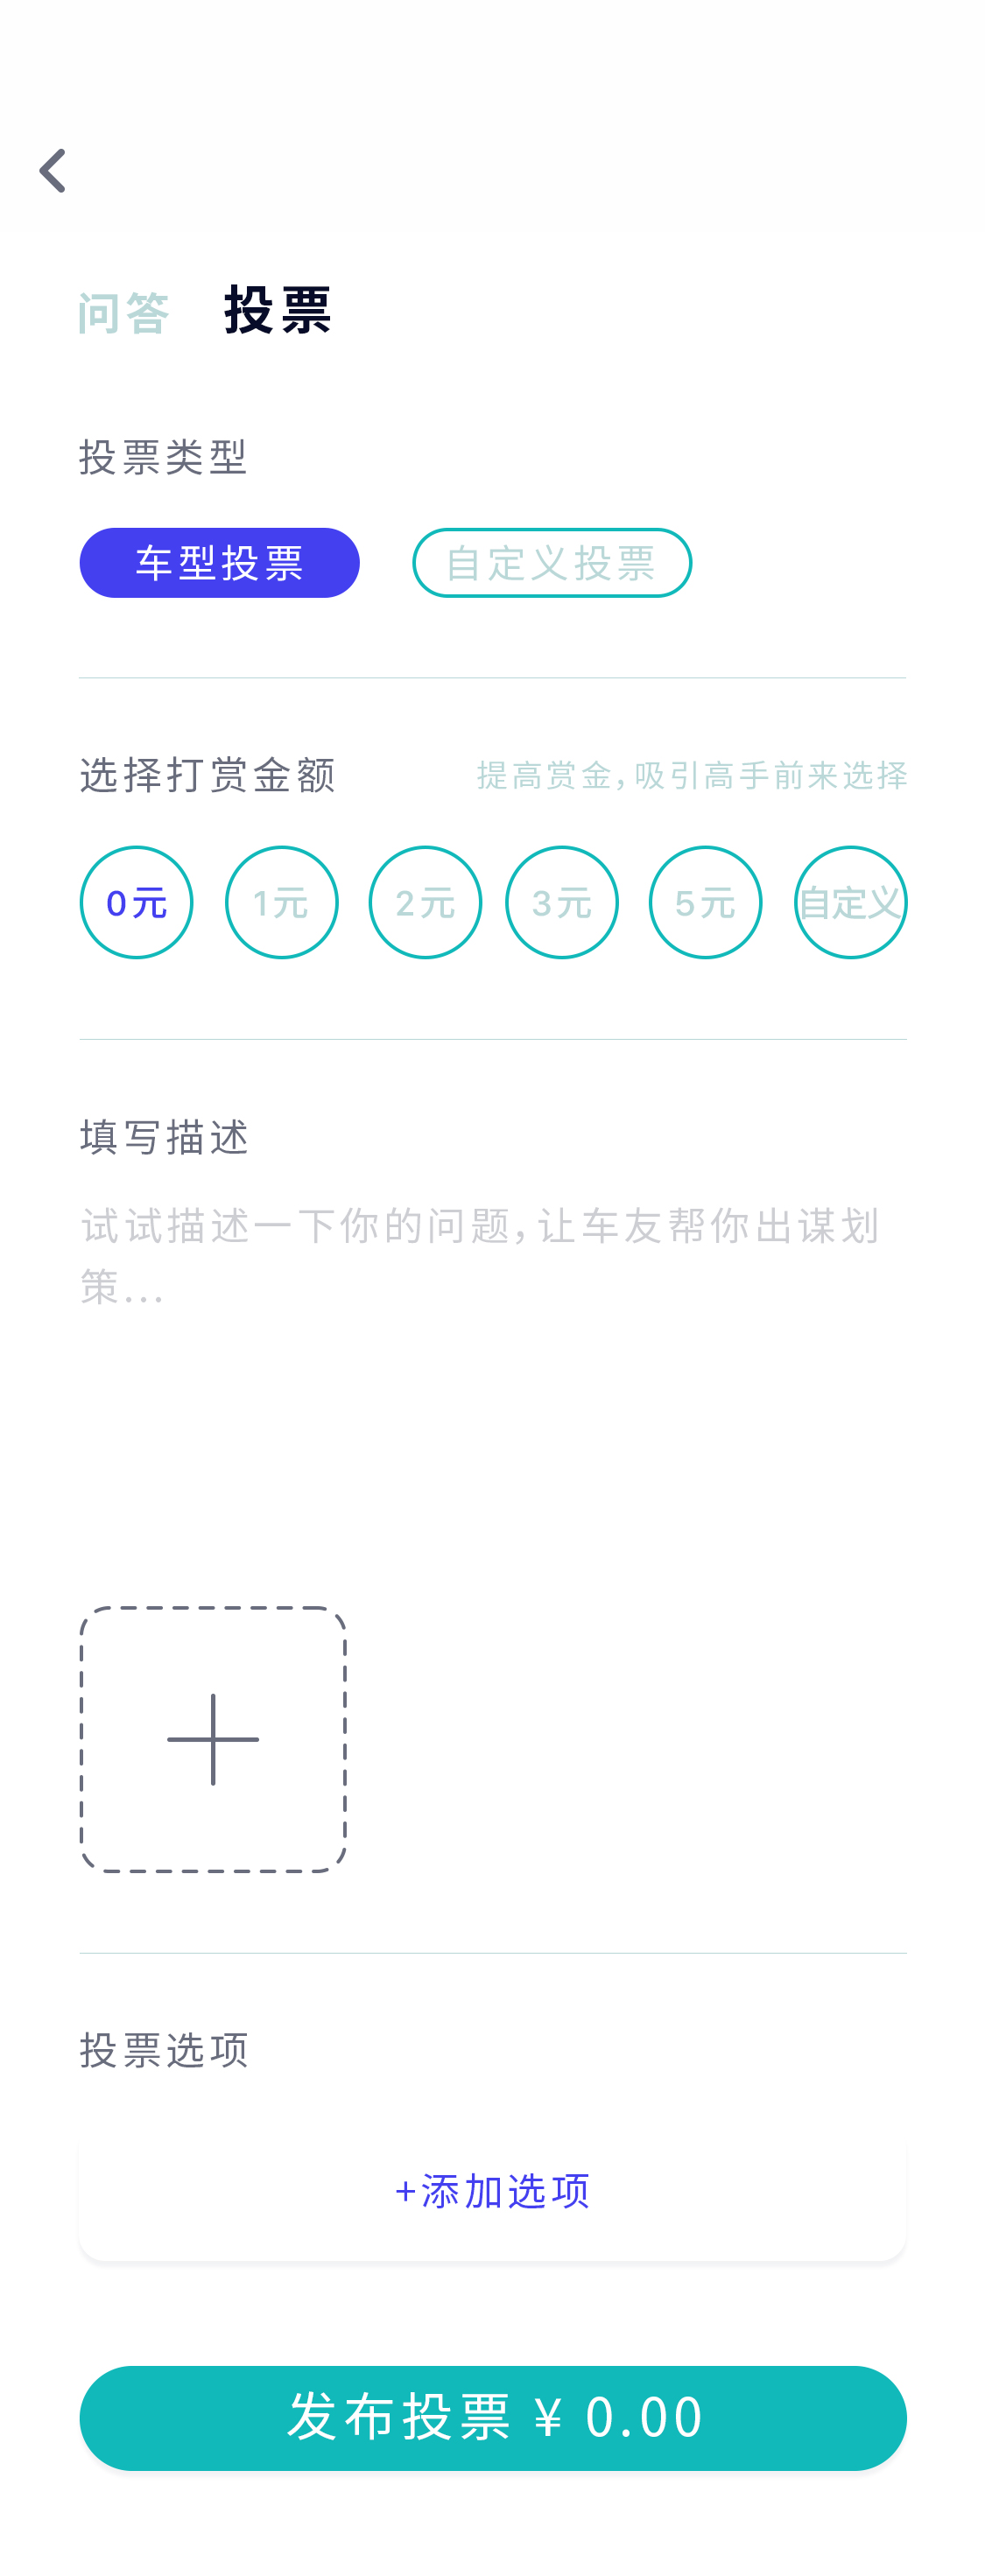 问答 投票
投票类型
车型投票 自定义投票
选择打赏金额 提高赏金，吸引高手前来选择
0元 1元 2元 3元 5元 自定义
填写描述
试试描述一下你的问题，让车友帮你出谋划
策...
投票选项
+添加选项
发布投票 ¥ 0.00